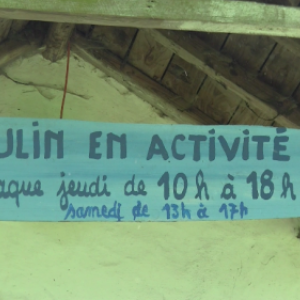 ULIN EN ACTIVITÉ
aque jeudi de 10h à 18h
samedi de 13h à 17h